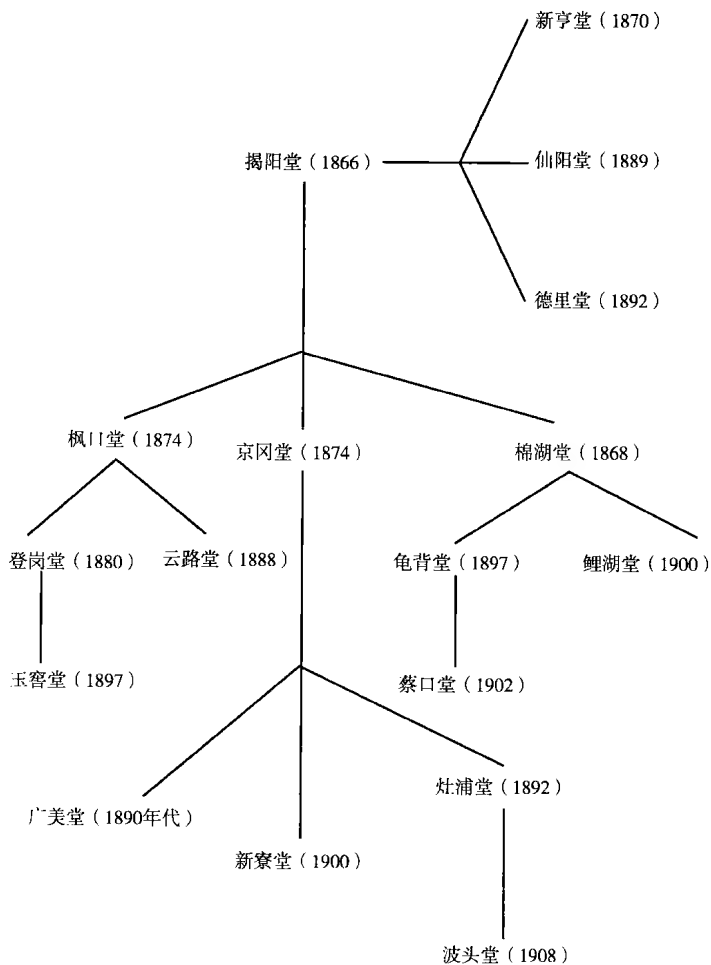 新亨堂（1870）
揭阳堂（1866）
仙阳堂（1889）
德里堂（1892）
枫口堂（1874）
京冈堂（1874）
棉湖堂（1868）
登岗堂（1880）
云路堂（1888）
龟背堂（1897）
鲤湖堂（1900）
玉窖堂（1897）
蔡口堂（1902）
灶浦堂（1892）
广美堂（1890年代）
新寮堂（1900）
波头堂（1908）